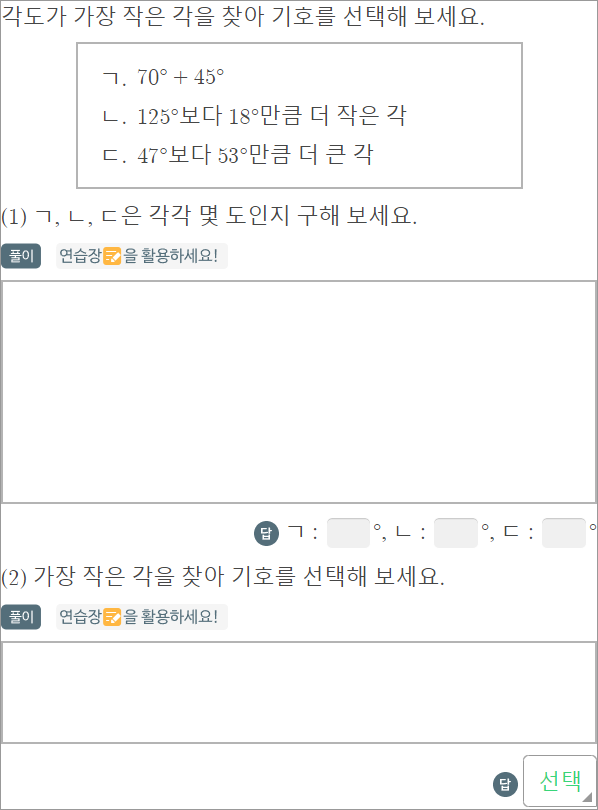 각도가 가장 작은 각을 찾아 기호를 선택해 보세요.
ㄱ. 70° + 45°
ㄴ. 125°보다 18°만큼 더 작은 각
ㄷ. 47°보다 53°만큼 더 큰 각
(1) ㄱ, ㄴ, ㄷ은 각각 몇 도인지 구해 보세요.
풀이 연습장을 활용하세요!
답 ㄱ : °, ㄴ : °, ㄷ : °
(2) 가장 작은 각을 찾아 기호를 선택해 보세요.
풀이 연습장을 활용하세요!
답 선택